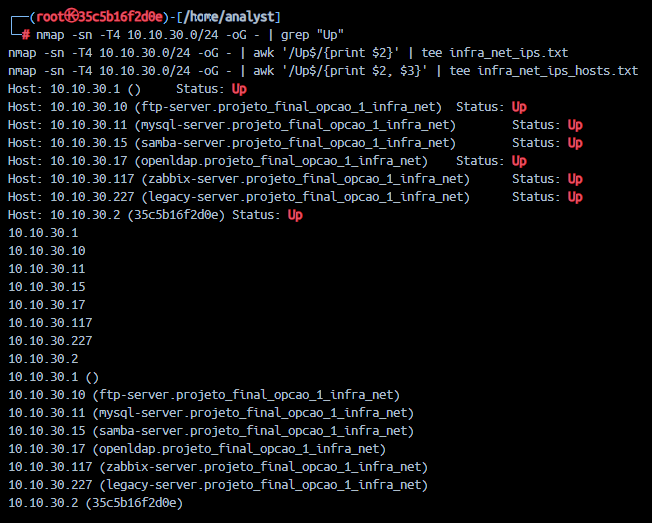 ┌──(root㉿35c5b16f2d0e)-[/home/analyst]
└─# nmap -sn -T4 10.10.30.0/24 -oG - | grep "Up"
nmap -sn -T4 10.10.30.0/24 -oG - | awk '/Up$/{print $2}' | tee infra_net_ips.txt
nmap -sn -T4 10.10.30.0/24 -oG - | awk '/Up$/{print $2, $3}' | tee infra_net_ips_hosts.txt
Host: 10.10.30.1 ()     Status: Up
Host: 10.10.30.10 (ftp-server.projeto_final_opcao_1_infra_net)  Status: Up
Host: 10.10.30.11 (mysql-server.projeto_final_opcao_1_infra_net)        Status: Up
Host: 10.10.30.15 (samba-server.projeto_final_opcao_1_infra_net)        Status: Up
Host: 10.10.30.17 (openldap.projeto_final_opcao_1_infra_net)    Status: Up
Host: 10.10.30.117 (zabbix-server.projeto_final_opcao_1_infra_net)      Status: Up
Host: 10.10.30.227 (legacy-server.projeto_final_opcao_1_infra_net)      Status: Up
Host: 10.10.30.2 (35c5b16f2d0e) Status: Up
10.10.30.1
10.10.30.10
10.10.30.11
10.10.30.15
10.10.30.17
10.10.30.117
10.10.30.227
10.10.30.2
10.10.30.1 ()
10.10.30.10 (ftp-server.projeto_final_opcao_1_infra_net)
10.10.30.11 (mysql-server.projeto_final_opcao_1_infra_net)
10.10.30.15 (samba-server.projeto_final_opcao_1_infra_net)
10.10.30.17 (openldap.projeto_final_opcao_1_infra_net)
10.10.30.117 (zabbix-server.projeto_final_opcao_1_infra_net)
10.10.30.227 (legacy-server.projeto_final_opcao_1_infra_net)
10.10.30.2 (35c5b16f2d0e)